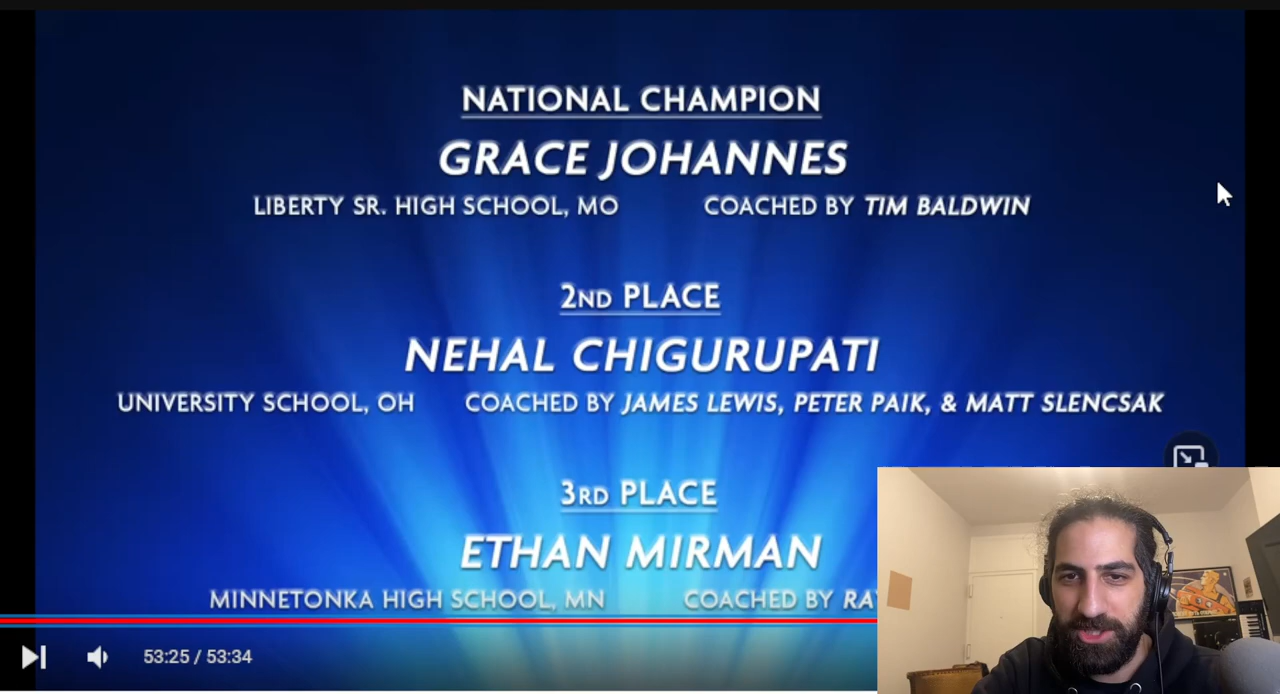 NATIONAL CHAMPION
GRACE JOHANNES
LIBERTY SR. HIGH SCHOOL, MO COACHED BY TIM BALDWIN
2ND PLACE
NEHAL CHIGURUPATI
UNIVERSITY SCHOOL, OH COACHED BY JAMES LEWIS, PETER PAIK, & MATT SLENCSAK
3RD PLACE
ETHAN MIRMAN
MINNETONKA HIGH SCHOOL, MN COACHED BY
53:25 / 53:34